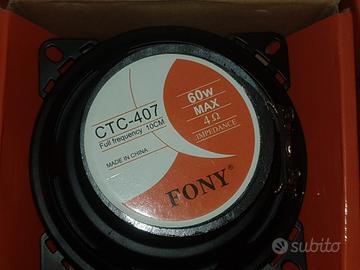 CTC-407
Full frequency 10CM
MADE IN CHINA
60W
MAX
4Ω
IMPEDANCE
FONY
subito